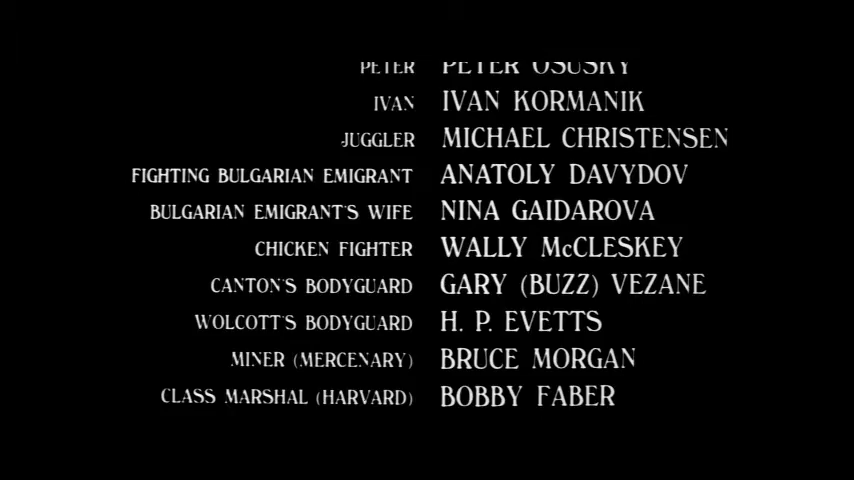 PETER PETER OSUSKY
IVAN IVAN KORMANIK
JUGGLER MICHAEL CHRISTENSEN
FIGHTING BULGARIAN EMIGRANT ANATOLY DAVYDOV
BULGARIAN EMIGRANT'S WIFE NINA GAIDAROVA
CHICKEN FIGHTER WALLY McCLESKEY
CANTON'S BODYGUARD GARY (BUZZ) VEZANE
WOLCOTT'S BODYGUARD H. P. EVETTS
MINER (MERCENARY) BRUCE MORGAN
CLASS MARSHAL (HARVARD) BOBBY FABER